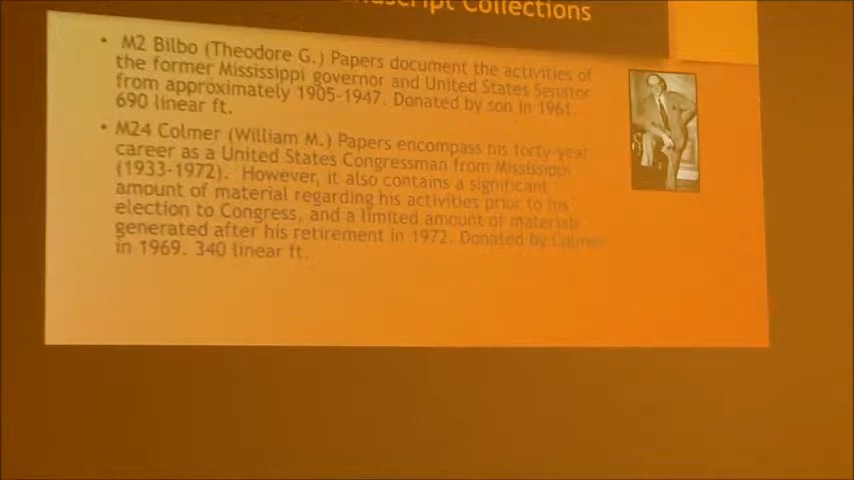 Manuscript Collections
• M2 Bilbo (Theodore G.) Papers document the activities of
the former Mississippi governor and United States Senator
from approximately 1905-1947. Donated by son in 1961.
690 linear ft.
• M24 Colmer (William M.) Papers encompass his forty-year
career as a United States Congressman from Mississippi
(1933-1972). However, it also contains a significant
amount of material regarding his activities prior to his
election to Congress, and a limited amount of materials
generated after his retirement in 1972. Donated by Colmer
in 1969. 340 linear ft.